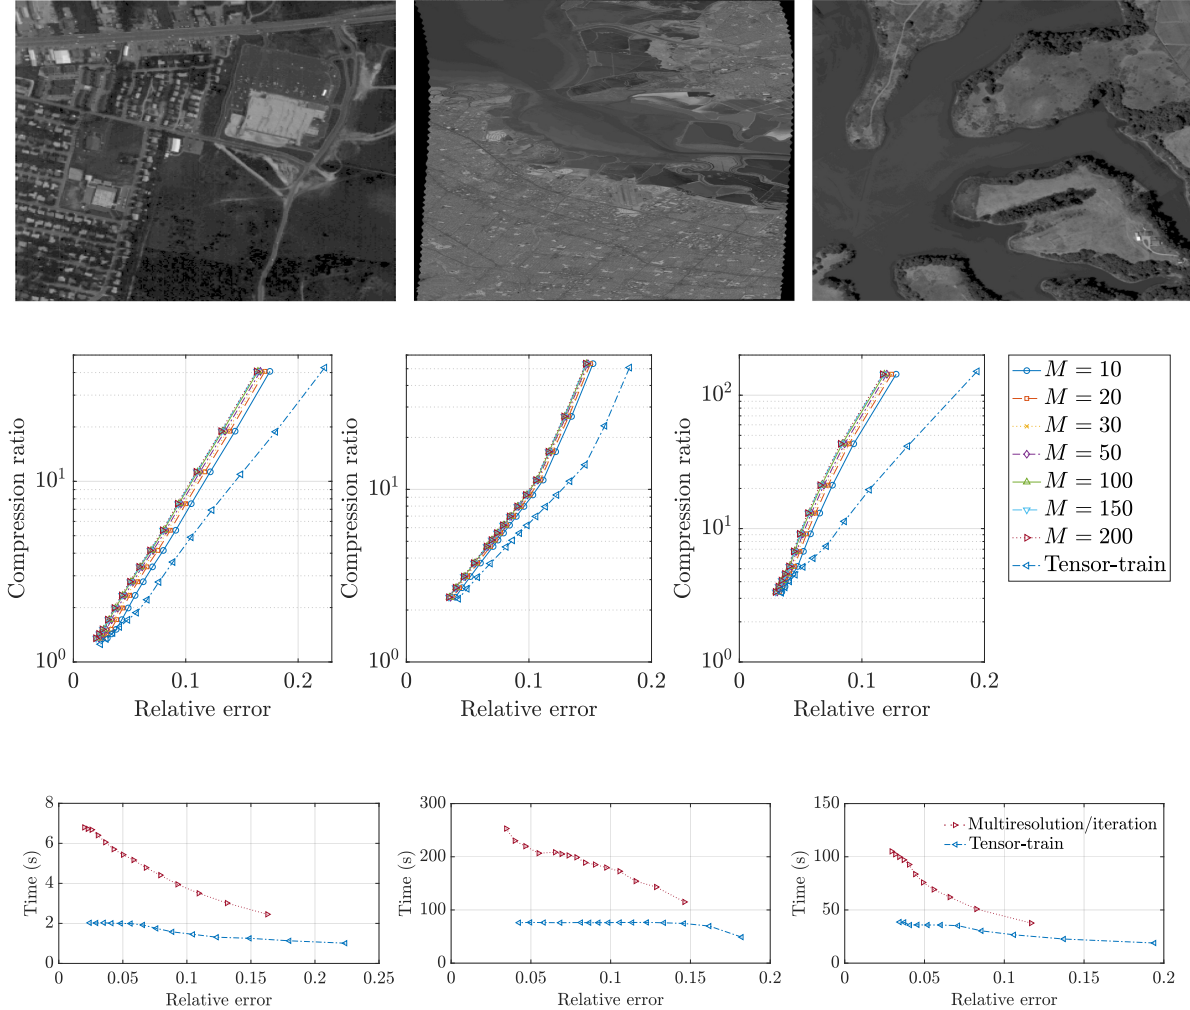 10^1
10^0
0
0.1
0.2
Compression ratio
Relative error
10^1
0
0.1
0.2
Compression ratio
Relative error
10^2
10^1
10^0
0
0.1
0.2
Compression ratio
Relative error
M = 10
M = 20
M = 30
M = 50
M = 100
M = 150
M = 200
Tensor-train
8
6
4
2
0
0
0.05
0.1
0.15
0.2
0.25
Time (s)
Relative error
300
200
100
0
0
0.05
0.1
0.15
0.2
Time (s)
Relative error
150
100
50
0
0
0.05
0.1
0.15
0.2
Time (s)
Relative error
Multiresolution/iteration
Tensor-train